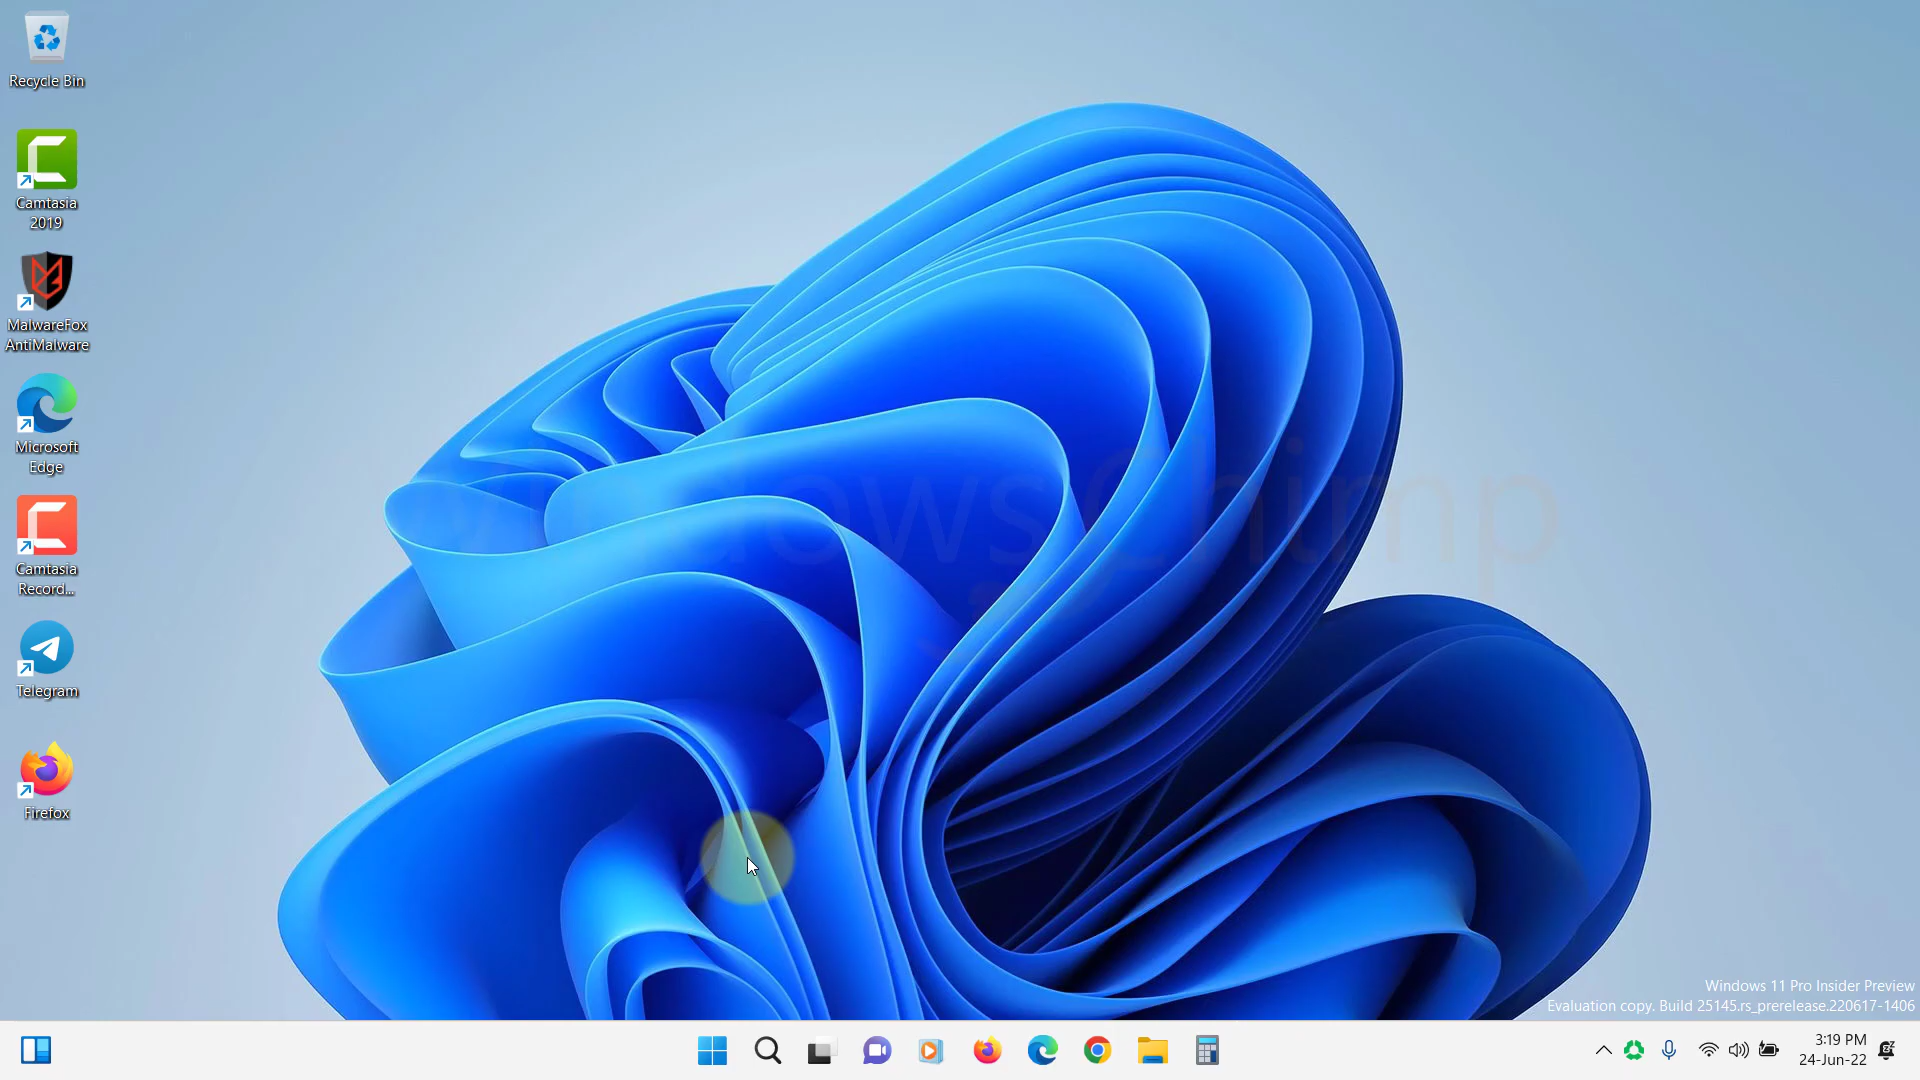 Recycle Bin
Camtasia
2019
MalwareFox
AntiMalware
Microsoft
Edge
Camtasia
Record...
Telegram
Firefox
WindowsChimp
Windows 11 Pro Insider Preview
Evaluation copy. Build 25145.rs_prerelease.220617-1406
3:19 PM
24-Jun-22